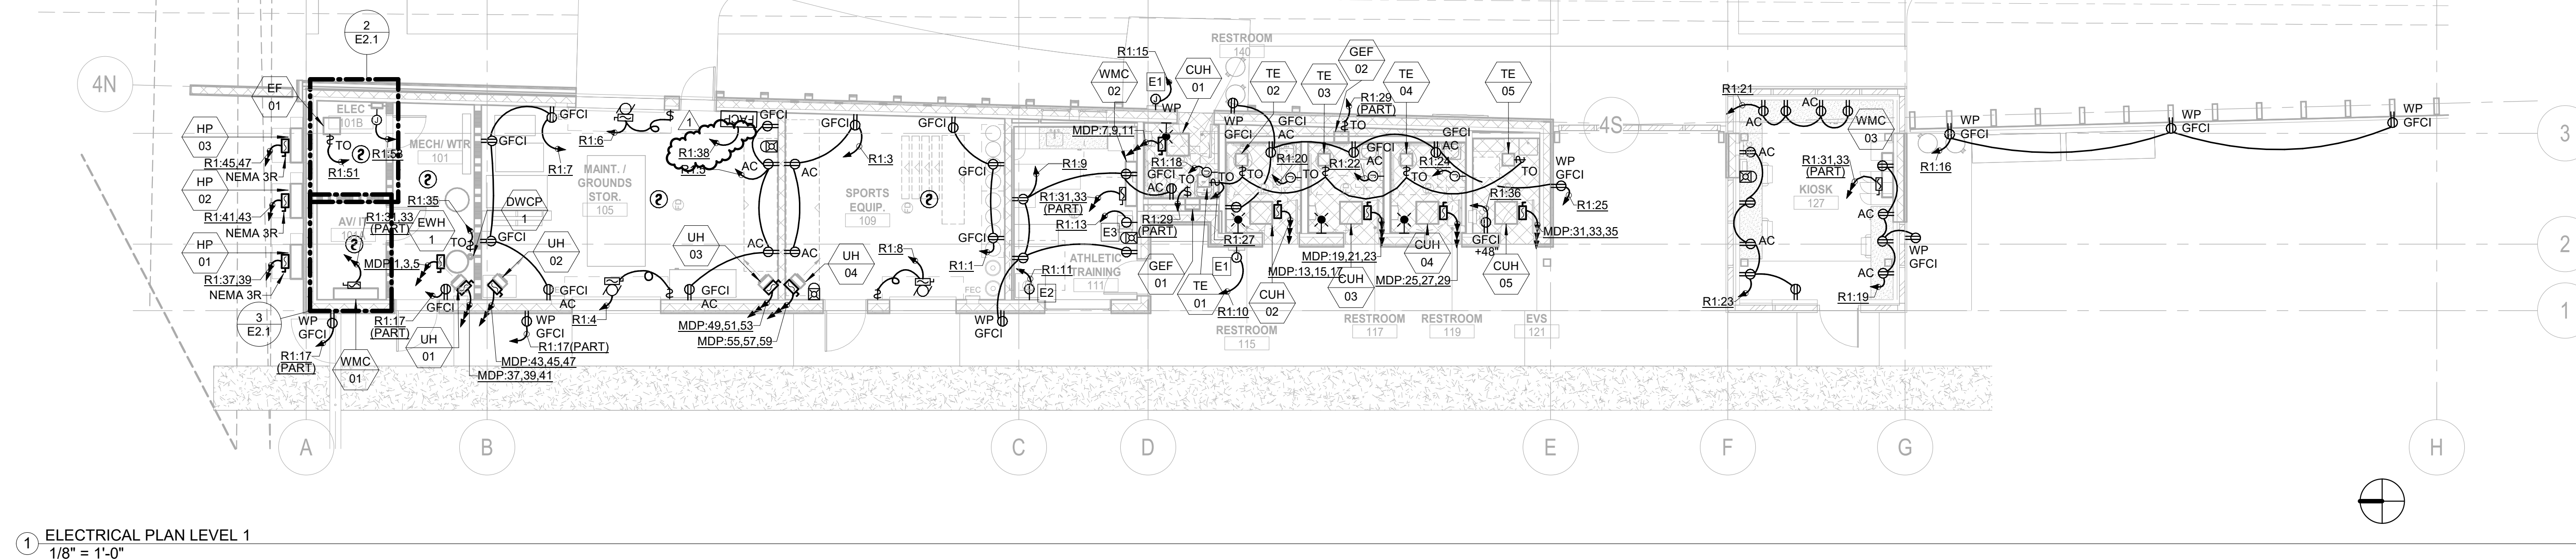 2
E2.1
4N
EF
01
ELEC
101B
HP
03
R1:45,47
NEMA 3R
TO
R1:51
R1:53
MECH/ WTR
101
GFCI
GFCI
R1:7
R1:6
MAINT. /
GROUNDS
STOR.
105
1
FACP
R1:38
GFCI
AC
AC
GFCI
R1:3
SPORTS
EQUIP.
109
GFCI
GFCI
R1:9
HP
02
R1:41,43
NEMA 3R
HP
01
R1:37,39
NEMA 3R
AV/ IT
R1:31,33
(PART)
R1:35
EWH
1
TO
DWCP
1
GFCI
MDP:1,3,5
UH
02
GFCI
AC
UH
03
AC
AC
UH
04
R1:8
GFCI
R1:1
R1:4
3
E2.1
WP
GFCI
R1:17
(PART)
WMC
01
R1:17
(PART)
GFCI
UH
01
WP
GFCI
R1:17(PART)
MDP:43,45,47
MDP:37,39,41
MDP:49,51,53
MDP:55,57,59
FEC
WP
GFCI
R1:11
E2
ATHLETIC
TRAINING
111
R1:15
E1
WP
WMC
02
CUH
01
MDP:7,9,11
RESTROOM
140
TE
02
TE
03
GEF
02
TE
04
TE
05
R1:29
(PART)
TO
WP
GFCI
GFCI
AC
GFCI
AC
GFCI
AC
R1:18
GFCI
AC
TO
TO
R1:20
TO
R1:22
TO
R1:24
TO
R1:31,33
(PART)
R1:13
E3
R1:29
(PART)
R1:27
R1:36
GFCI
+48"
WP
GFCI
R1:25
MDP:31,33,35
GEF
01
TE
01
E1
R1:10
MDP:13,15,17
CUH
02
MDP:19,21,23
CUH
03
MDP:25,27,29
CUH
04
CUH
05
RESTROOM
115
RESTROOM
117
RESTROOM
119
EVS
121
4S
R1:21
AC
AC
AC
AC
R1:23
WMC
03
R1:31,33
(PART)
KIOSK
127
AC
AC
AC
R1:19
WP
GFCI
WP
GFCI
R1:16
WP
GFCI
WP
GFCI
3
2
1
A
B
C
D
E
F
G
H
1
ELECTRICAL PLAN LEVEL 1
1/8" = 1'-0"